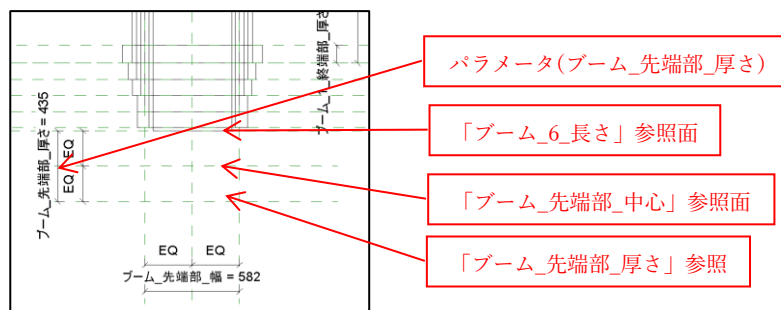 ブーム_1_終端部_厚さ
パラメータ(ブーム_先端部_厚さ)
ブーム_先端部_厚さ = 435
EQ
EQ
「ブーム_6_長さ」参照面
「ブーム_先端部_中心」参照面
「ブーム_先端部_厚さ」参照
EQ EQ
ブーム_先端部_幅 = 582